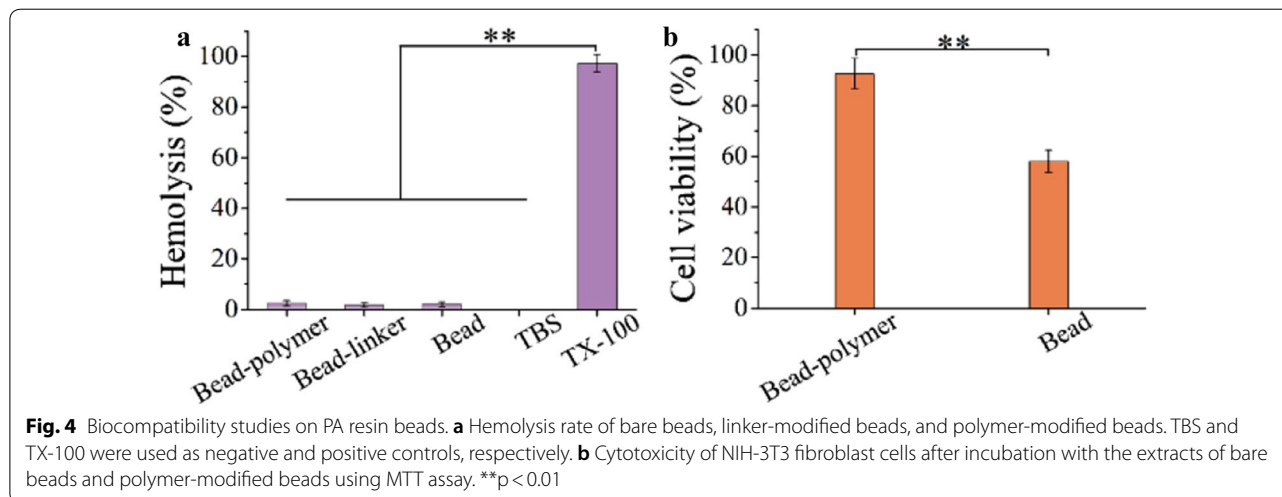 a
**
100
80
60
40
20
0
Hemolysis (%)
Bead-polymer
Bead-linker
Bead
TBS
TX-100
b
**
100
80
60
40
20
0
Cell viability (%)
Bead-polymer
Bead
Fig. 4 Biocompatibility studies on PA resin beads. a Hemolysis rate of bare beads, linker-modified beads, and polymer-modified beads. TBS and
TX-100 were used as negative and positive controls, respectively. b Cytotoxicity of NIH-3T3 fibroblast cells after incubation with the extracts of bare
beads and polymer-modified beads using MTT assay. **p < 0.01